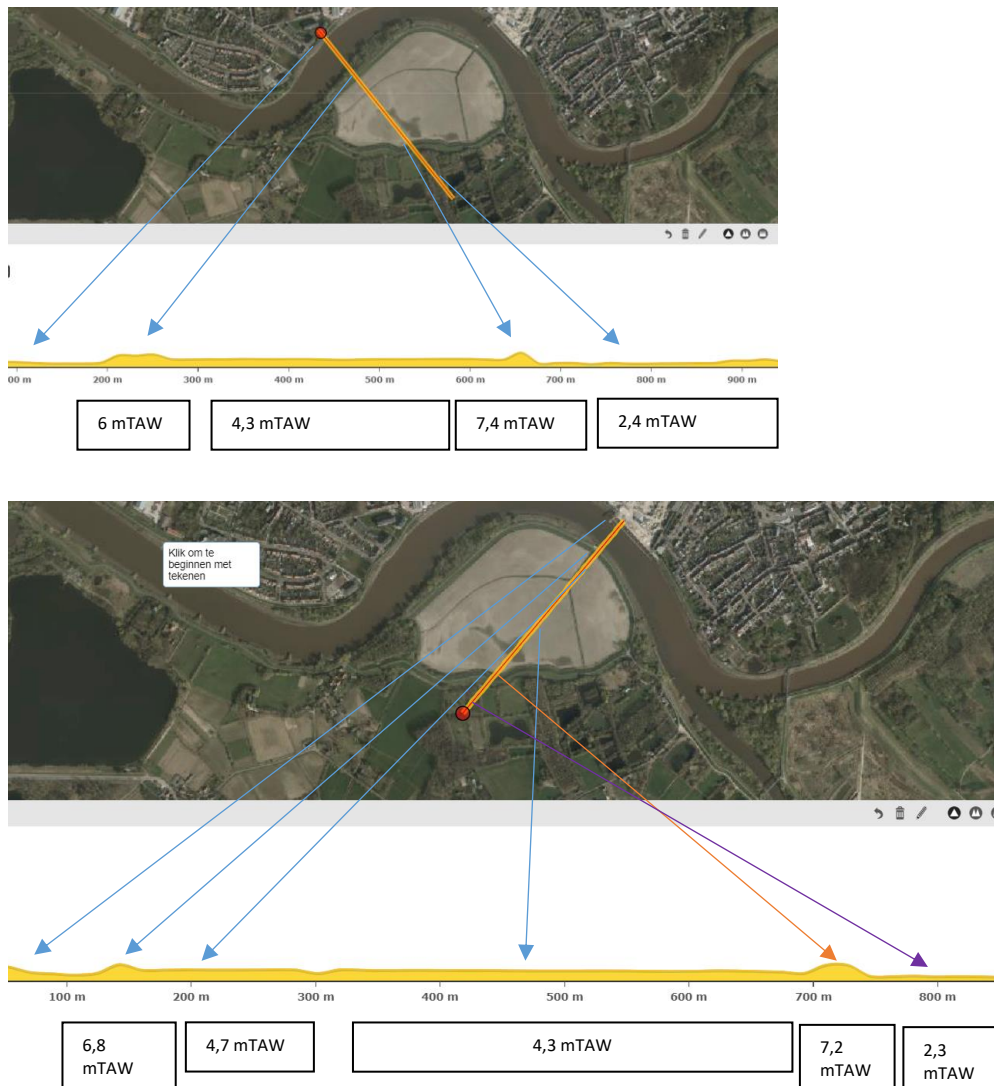 00 m 200 m 300 m 400 m 500 m 600 m 700 m 800 m 900 m
6 mTAW 4,3 mTAW 7,4 mTAW 2,4 mTAW
Klik om te
beginnen met
tekenen
100 m 200 m 300 m 400 m 500 m 600 m 700 m 800 m
6,8 4,7 mTAW 4,3 mTAW 7,2 2,3
mTAW mTAW mTAW